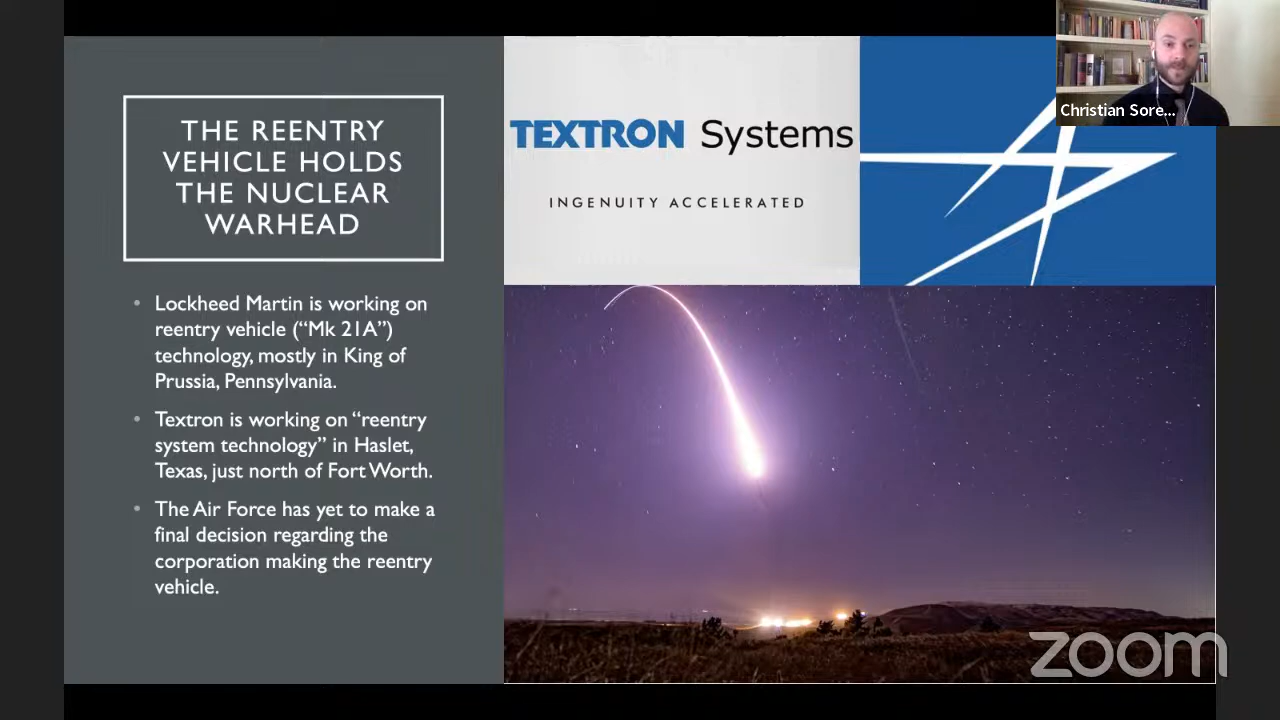 THE REENTRY
VEHICLE HOLDS
THE NUCLEAR
WARHEAD
• Lockheed Martin is working on
reentry vehicle (“Mk 21A”)
technology, mostly in King of
Prussia, Pennsylvania.
• Textron is working on “reentry
system technology” in Haslet,
Texas, just north of Fort Worth.
• The Air Force has yet to make a
final decision regarding the
corporation making the reentry
vehicle.
TEXTRON Systems
INGENUITY ACCELERATED
Christian Sore...
zoom